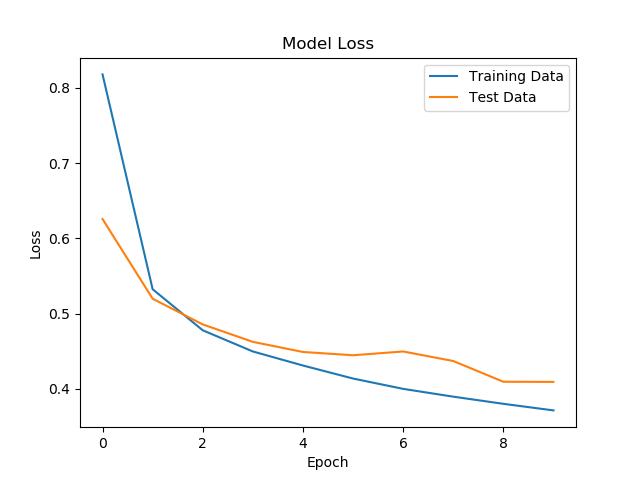 Model Loss
Training Data
Test Data
0.8
0.7
0.6
0.5
0.4
Loss
0 2 4 6 8
Epoch